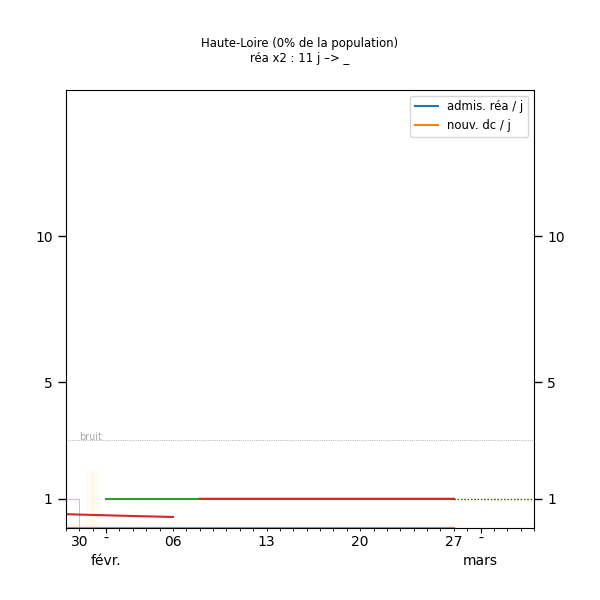 Haute-Loire (0% de la population)
réa x2 : 11 j –> _
admis. réa / j
nouv. dc / j
10 10
5 5
bruit
1 1
30 - 06 13 20 27 -
févr. mars